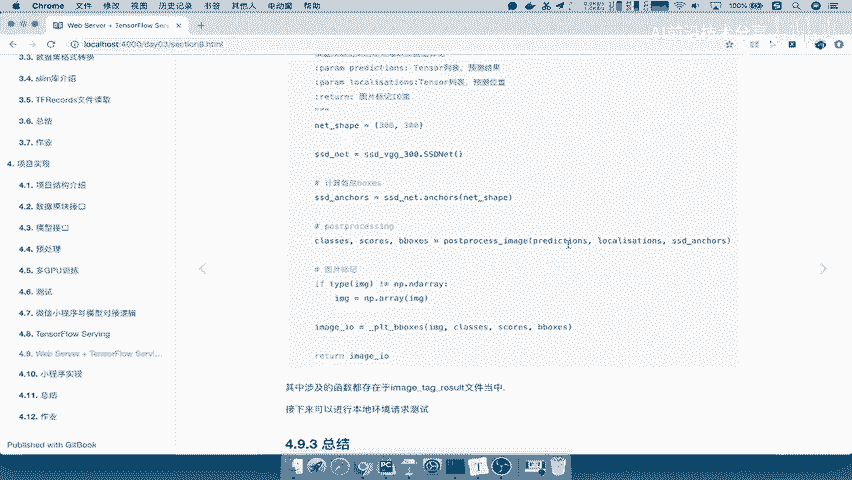 Chrome 文件 修改 视图 历史记录 书签 其他人 电动窗 帮助
100%
Web Server + TensorFlow Servi
localhost:4000/day03/section9.html
3.3. 数据集格式转换
3.4. slim库介绍
3.5. TFRecords文件读取
3.6. 总结
3.7. 作业
4. 项目实现
4.1. 项目结构介绍
4.2. 数据模块接口
4.3. 模型接口
4.4. 预处理
4.5. 多GPU训练
4.6. 测试
4.7. 微信小程序与模型对接逻辑
4.8. TensorFlow Serving
4.9. Web Server + TensorFlow Servi...
4.10. 小程序实现
4.11. 总结
4.12. 作业
Published with GitBook
:param predictions: Tensor列表，预测结果
:param localisations:Tensor列表，预测位置
:return: 图片标记IO流
"""
net_shape = (300, 300)
ssd_net = ssd_vgg_300.SSDNet()
# 计算先验boxes
ssd_anchors = ssd_net.anchors(net_shape)
# postprocessing
classes, scores, bboxes = postprocess_image(predictions, localisations, ssd_anchors)
# 图片标记
if type(img) != np.ndarray:
img = np.array(img)
image_io = _plt_bboxes(img, classes, scores, bboxes)
return image_io
其中涉及的函数都存在于image_tag_result文件当中.
接下来可以进行本地环境请求测试
4.9.3 总结